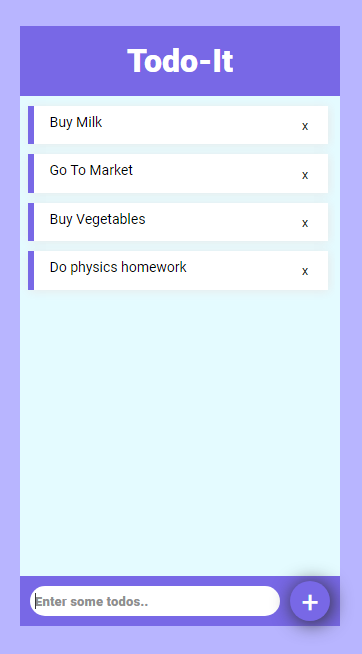 Todo-It
Buy Milk x
Go To Market x
Buy Vegetables x
Do physics homework x
Enter some todos.. +